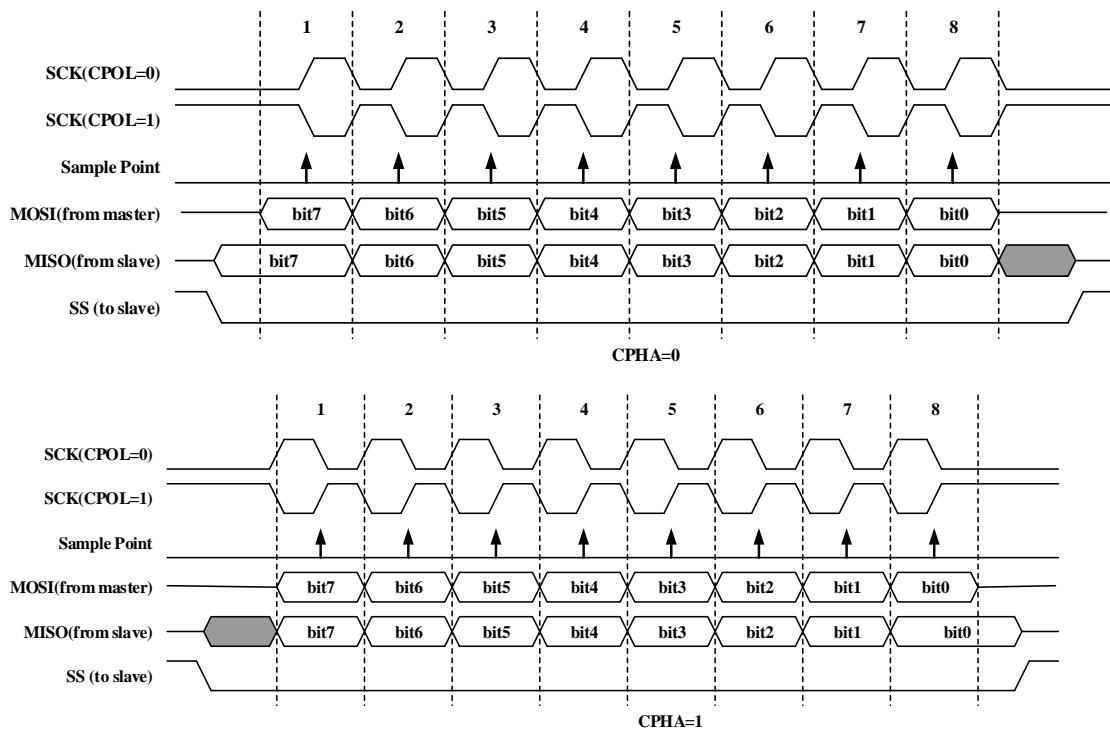 1 2 3 4 5 6 7 8
SCK(CPOL=0)
SCK(CPOL=1)
Sample Point
MOSI(from master) bit7 bit6 bit5 bit4 bit3 bit2 bit1 bit0
MISO(from slave) bit7 bit6 bit5 bit4 bit3 bit2 bit1 bit0
SS (to slave)
CPHA=0
1 2 3 4 5 6 7 8
SCK(CPOL=0)
SCK(CPOL=1)
Sample Point
MOSI(from master) bit7 bit6 bit5 bit4 bit3 bit2 bit1 bit0
MISO(from slave) bit7 bit6 bit5 bit4 bit3 bit2 bit1 bit0
SS (to slave)
CPHA=1